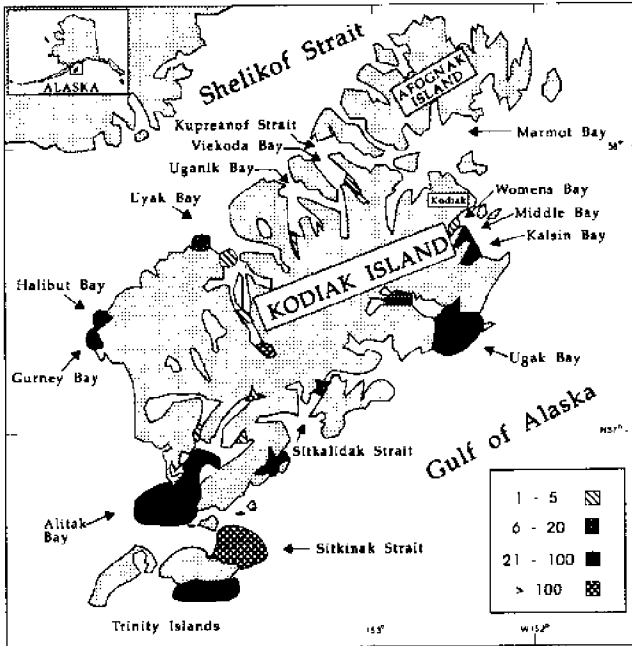 ALASKA
Shelikof Strait
AFOGNAK
ISLAND
Kupreanof Strait
Viekoda Bay
Uganik Bay
Uyak Bay
Marmot Bay
58°
Kodiak
Womens Bay
Middle Bay
Kalsin Bay
KODIAK ISLAND
Halibut Bay
Gurney Bay
Ugak Bay
Gulf of Alaska
N57°
Sitkalidak Strait
Alitak
Bay
Sitkinak Strait
Trinity Islands
153°
W 152°
1 - 5
6 - 20
21 - 100
> 100